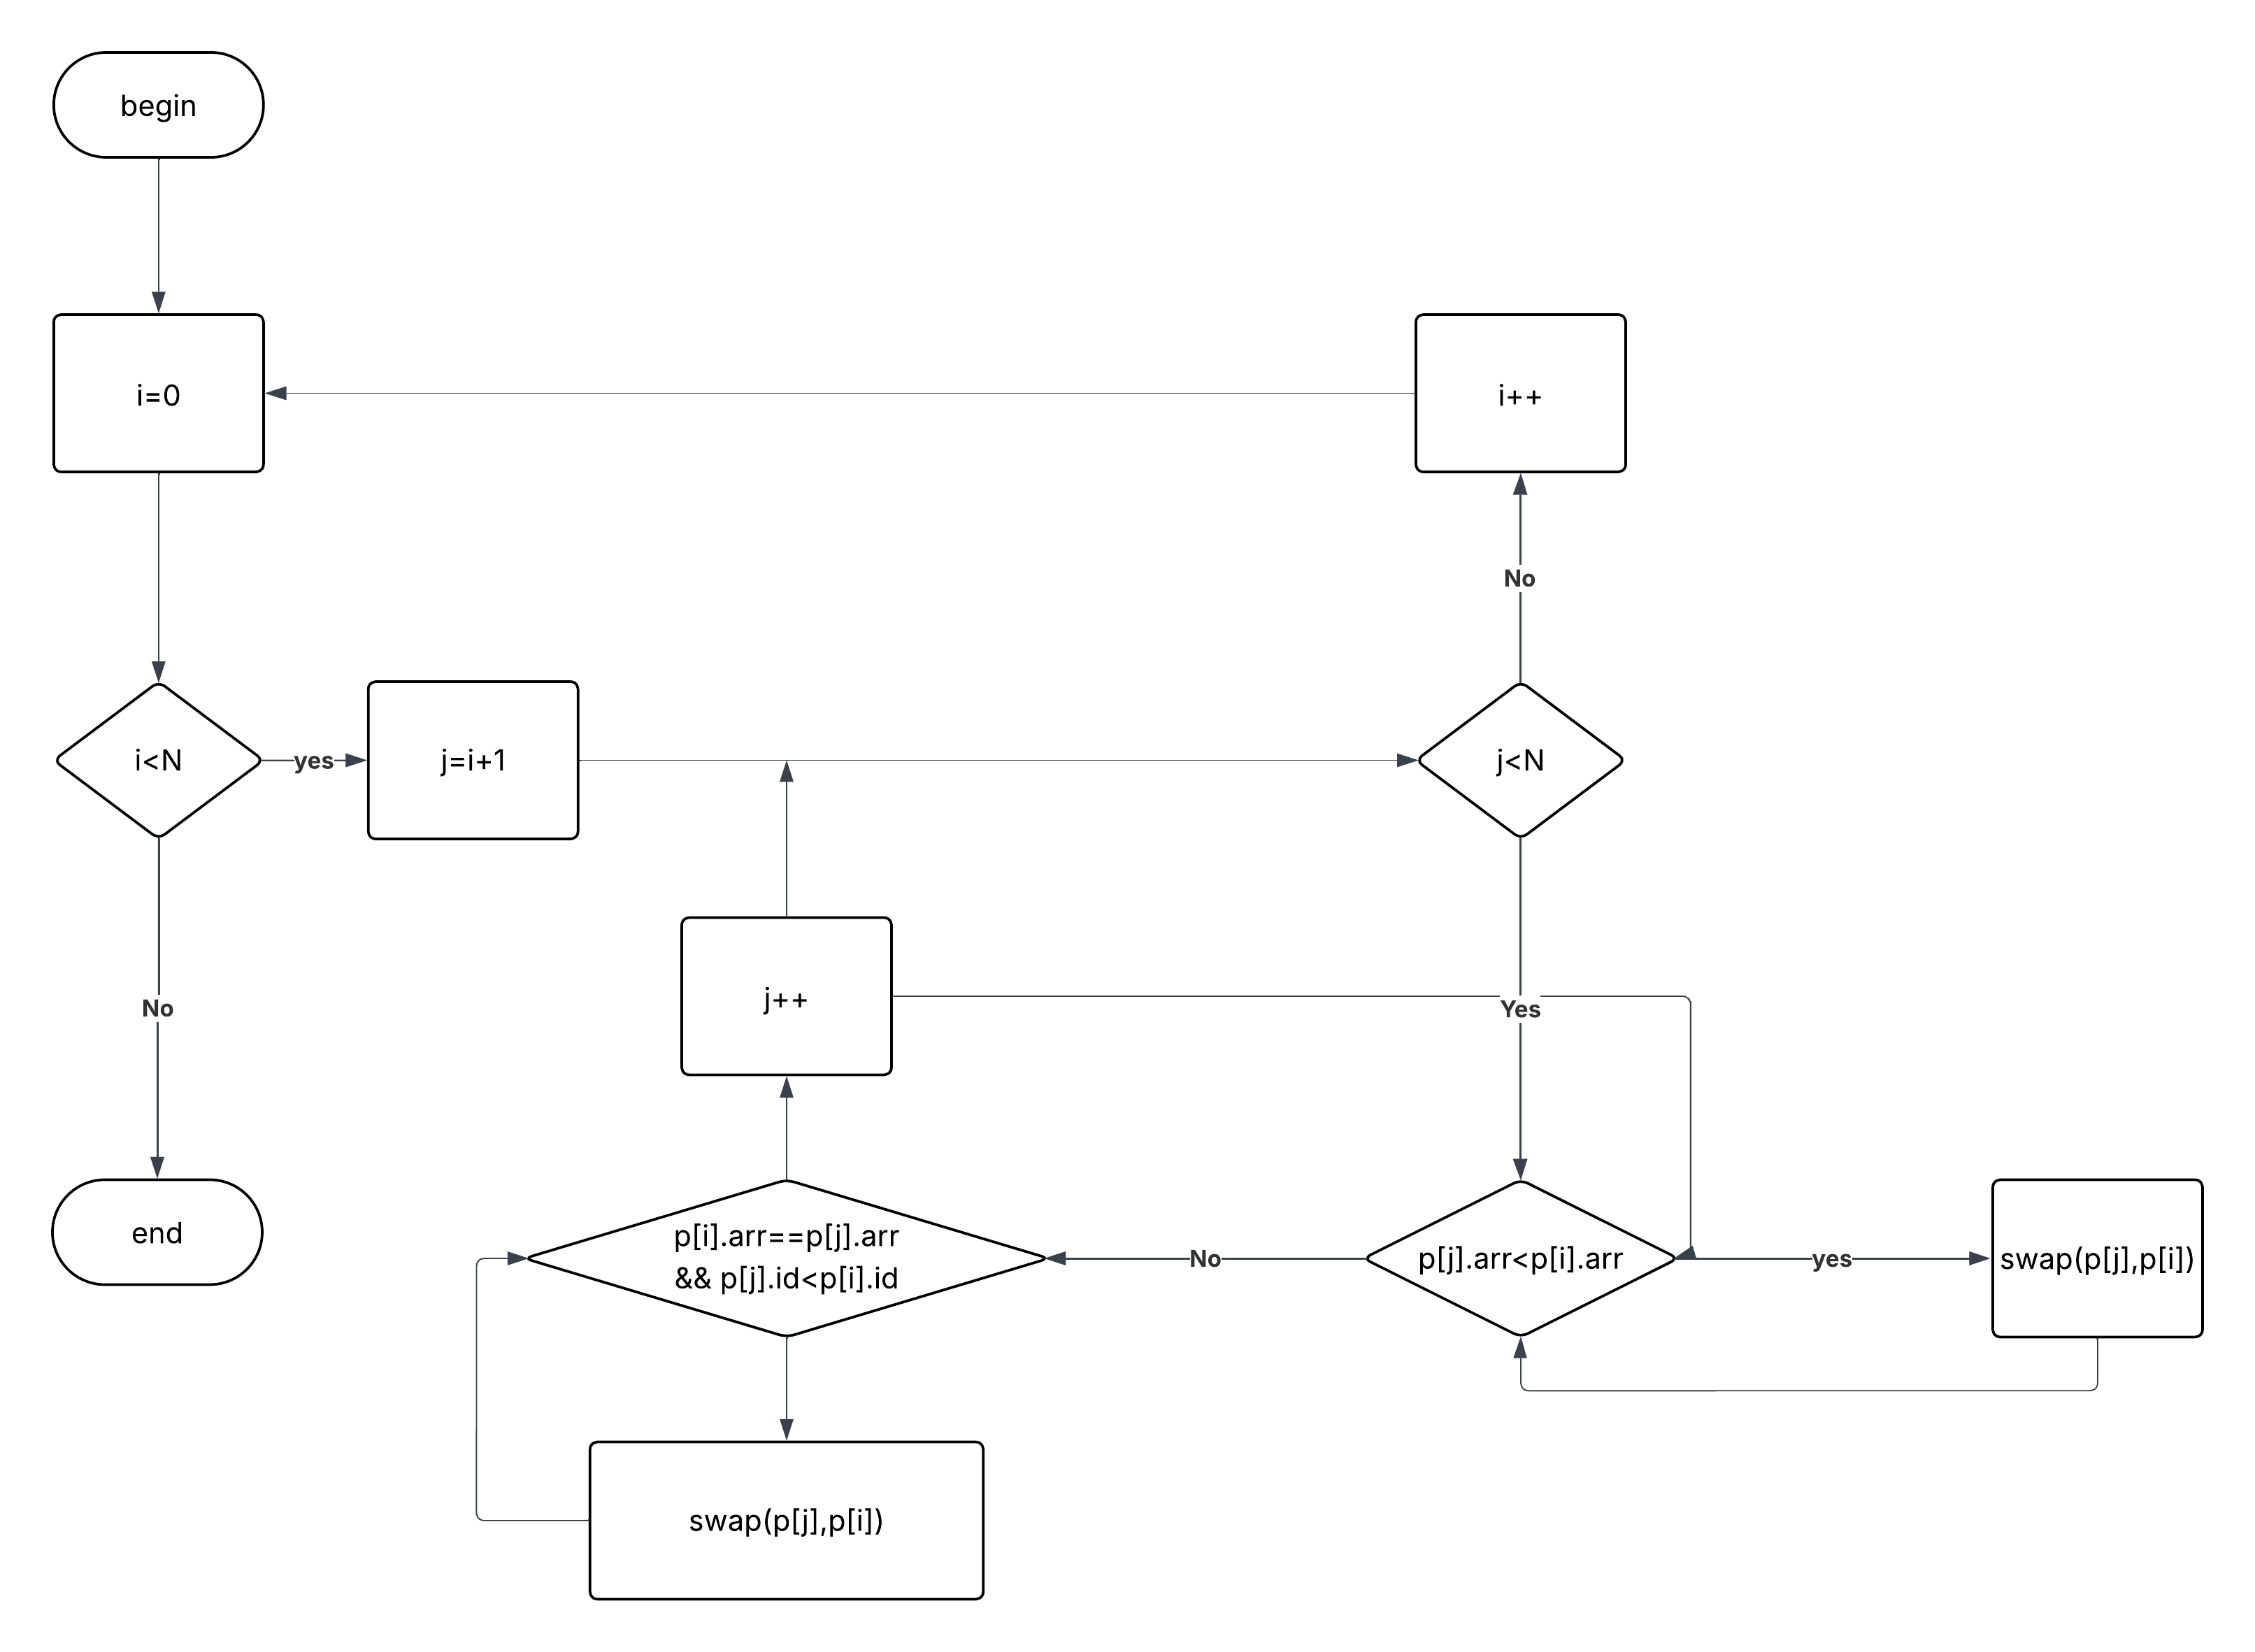 begin
i=0
i++
No
i<N
yes
j=i+1
j<N
j++
No
Yes
end
p[i].arr==p[j].arr
&& p[j].id<p[i].id
No
p[j].arr<p[i].arr
yes
swap(p[j],p[i])
swap(p[j],p[i])